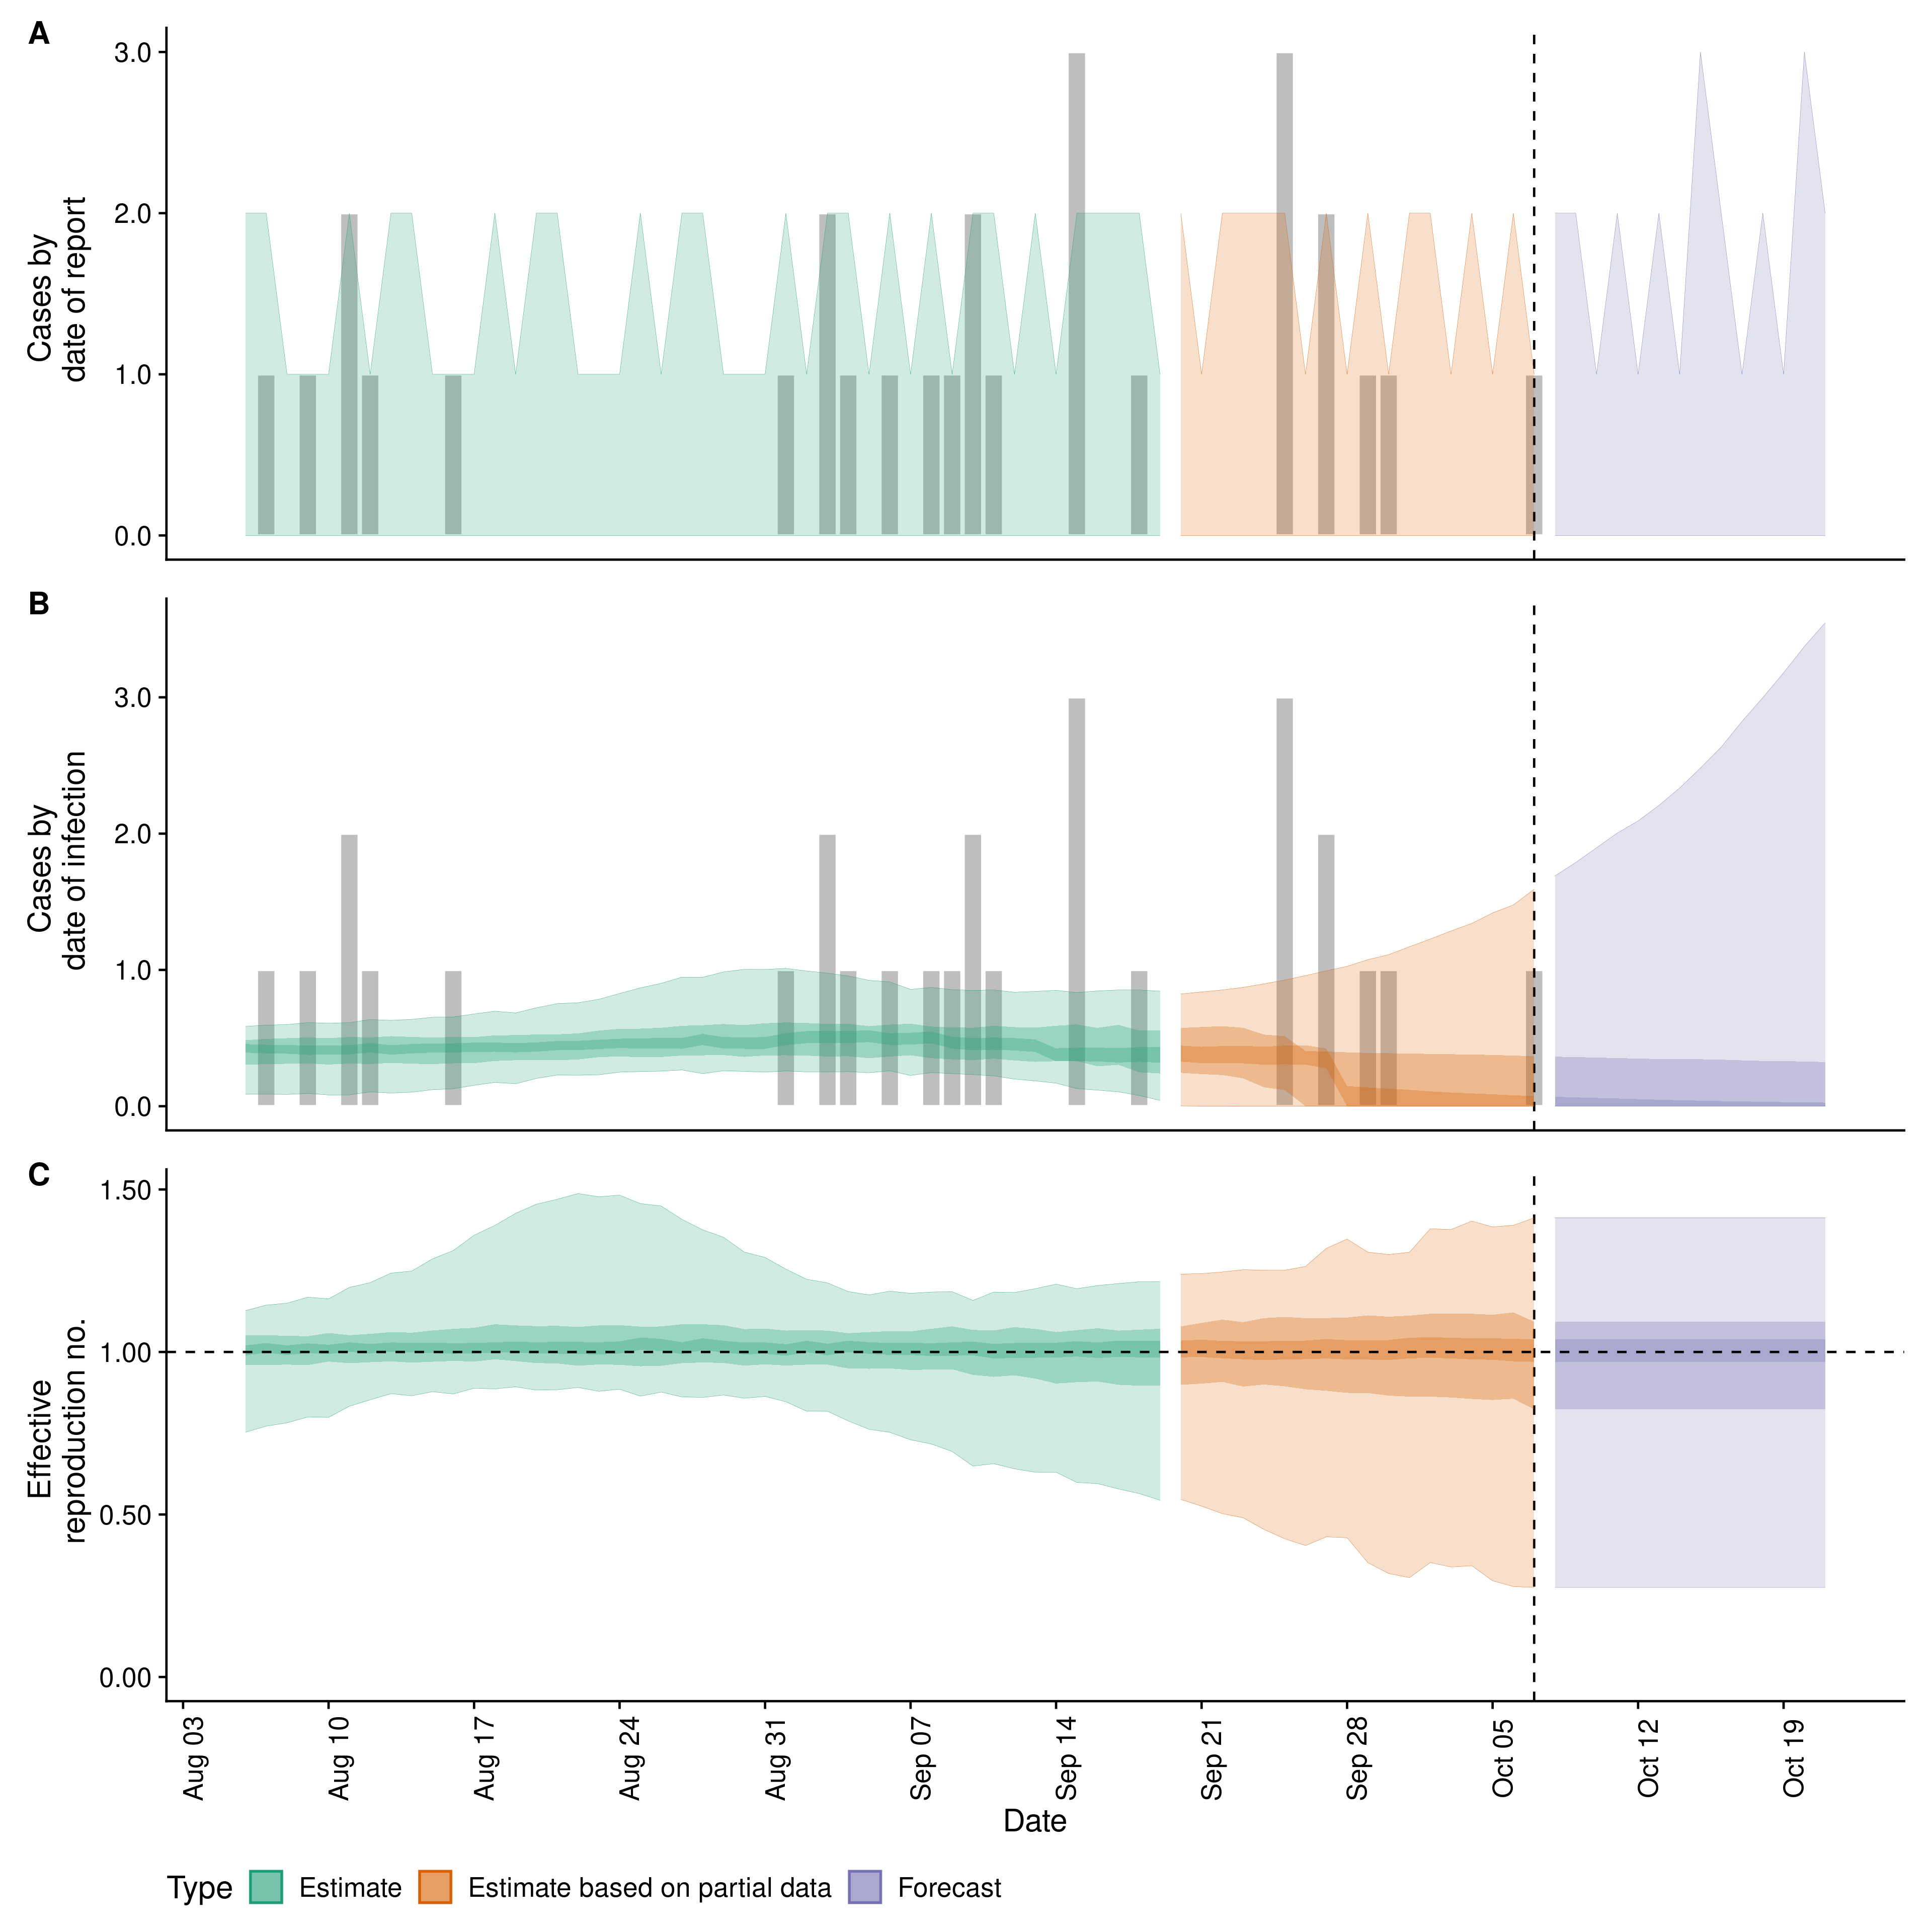 A
3.0
2.0
1.0
0.0
Cases by
date of report
B
3.0
2.0
1.0
0.0
Cases by
date of infection
C
1.50
1.00
0.50
0.00
Effective
reproduction no.
Aug 03
Aug 10
Aug 17
Aug 24
Aug 31
Sep 07
Sep 14
Sep 21
Sep 28
Oct 05
Oct 12
Oct 19
Date
Type Estimate Estimate based on partial data Forecast